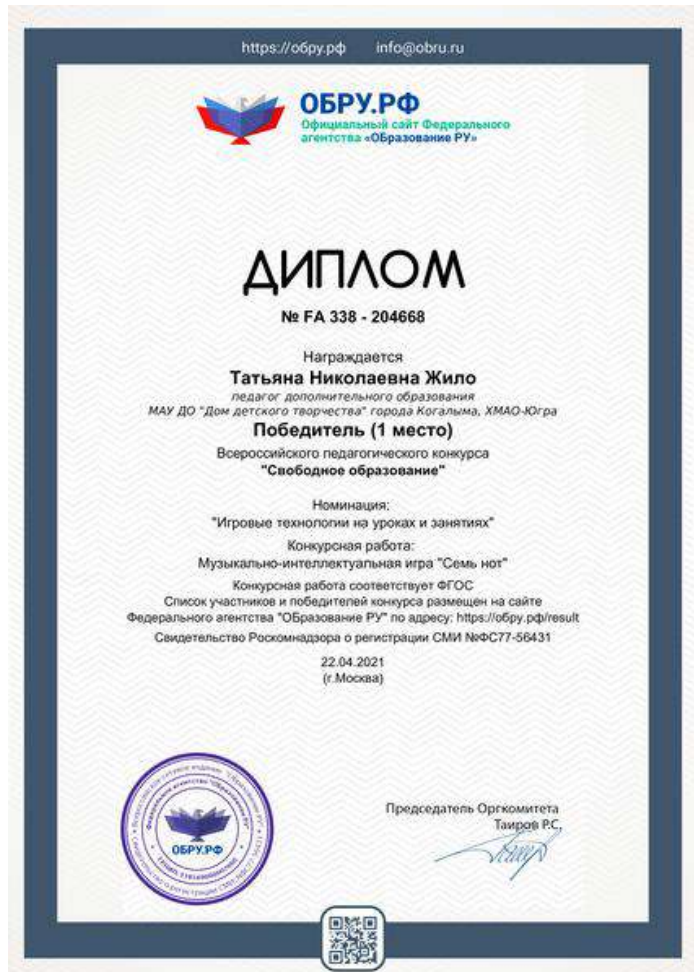 https://обру.рф info@obru.ru
ОБРУ.РФ
Официальный сайт Федерального
агентства «ОБразование РУ»
ДИПЛОМ
№ FA 338 - 204668
Награждается
Татьяна Николаевна Жило
педагог дополнительного образования
МАУ ДО "Дом детского творчества" города Когалыма, ХМАО-Югра
Победитель (1 место)
Всероссийского педагогического конкурса
"Свободное образование"
Номинация:
"Игровые технологии на уроках и занятиях"
Конкурсная работа:
Музыкально-интеллектуальная игра "Семь нот"
Конкурсная работа соответствует ФГОС
Список участников и победителей конкурса размещен на сайте
Федерального агентства "ОБразование РУ" по адресу: https://обру.рф/result
Свидетельство Роскомнадзора о регистрации СМИ №ФС77-56431
22.04.2021
(г.Москва)
Председатель Оргкомитета
Таиров Р.С.
Федеральное агентство "ОБразование РУ"
ОБРУ.РФ